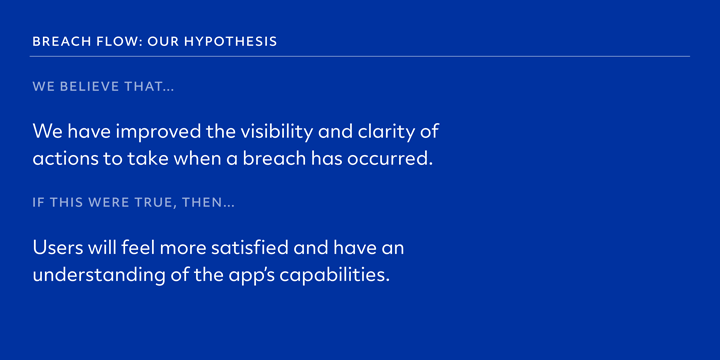 BREACH FLOW: OUR HYPOTHESIS
WE BELIEVE THAT...
We have improved the visibility and clarity of
actions to take when a breach has occurred.
IF THIS WERE TRUE, THEN...
Users will feel more satisfied and have an
understanding of the app’s capabilities.